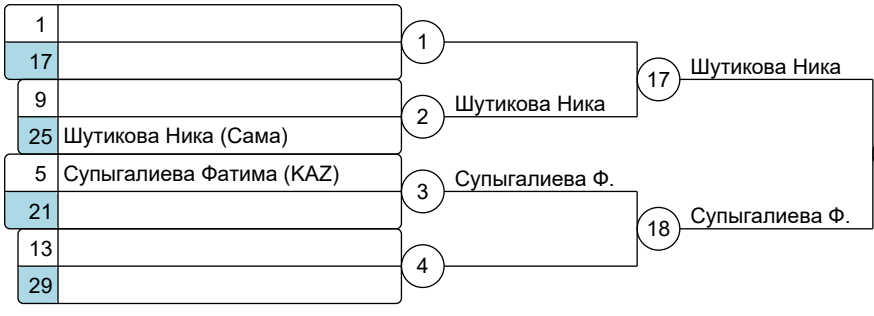 1
1
17
17 Шутикова Ника
9
2 Шутикова Ника
25 Шутикова Ника (Сама)
5 Супыгалиева Фатима (KAZ)
3 Супыгалиева Ф.
21
18 Супыгалиева Ф.
13
4
29